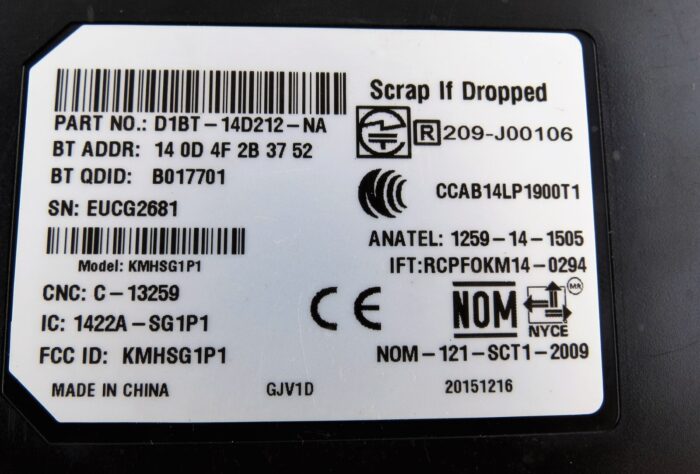 Scrap If Dropped
PART NO.: D1BT-14D212-NA
BT ADDR: 14 0D 4F 2B 37 52
R 209-J00106
BT QDID: B017701
CCAB14LP1900T1
SN: EUCG2681
ANATEL: 1259-14-1505
Model: KMHSG1P1
IFT:RCPFOKM14-0294
CNC: C-13259
IC: 1422A-SG1P1
CE
NOM
MR
NYCE
FCC ID: KMHSG1P1
NOM-121-SCT1-2009
MADE IN CHINA
GJV1D
20151216